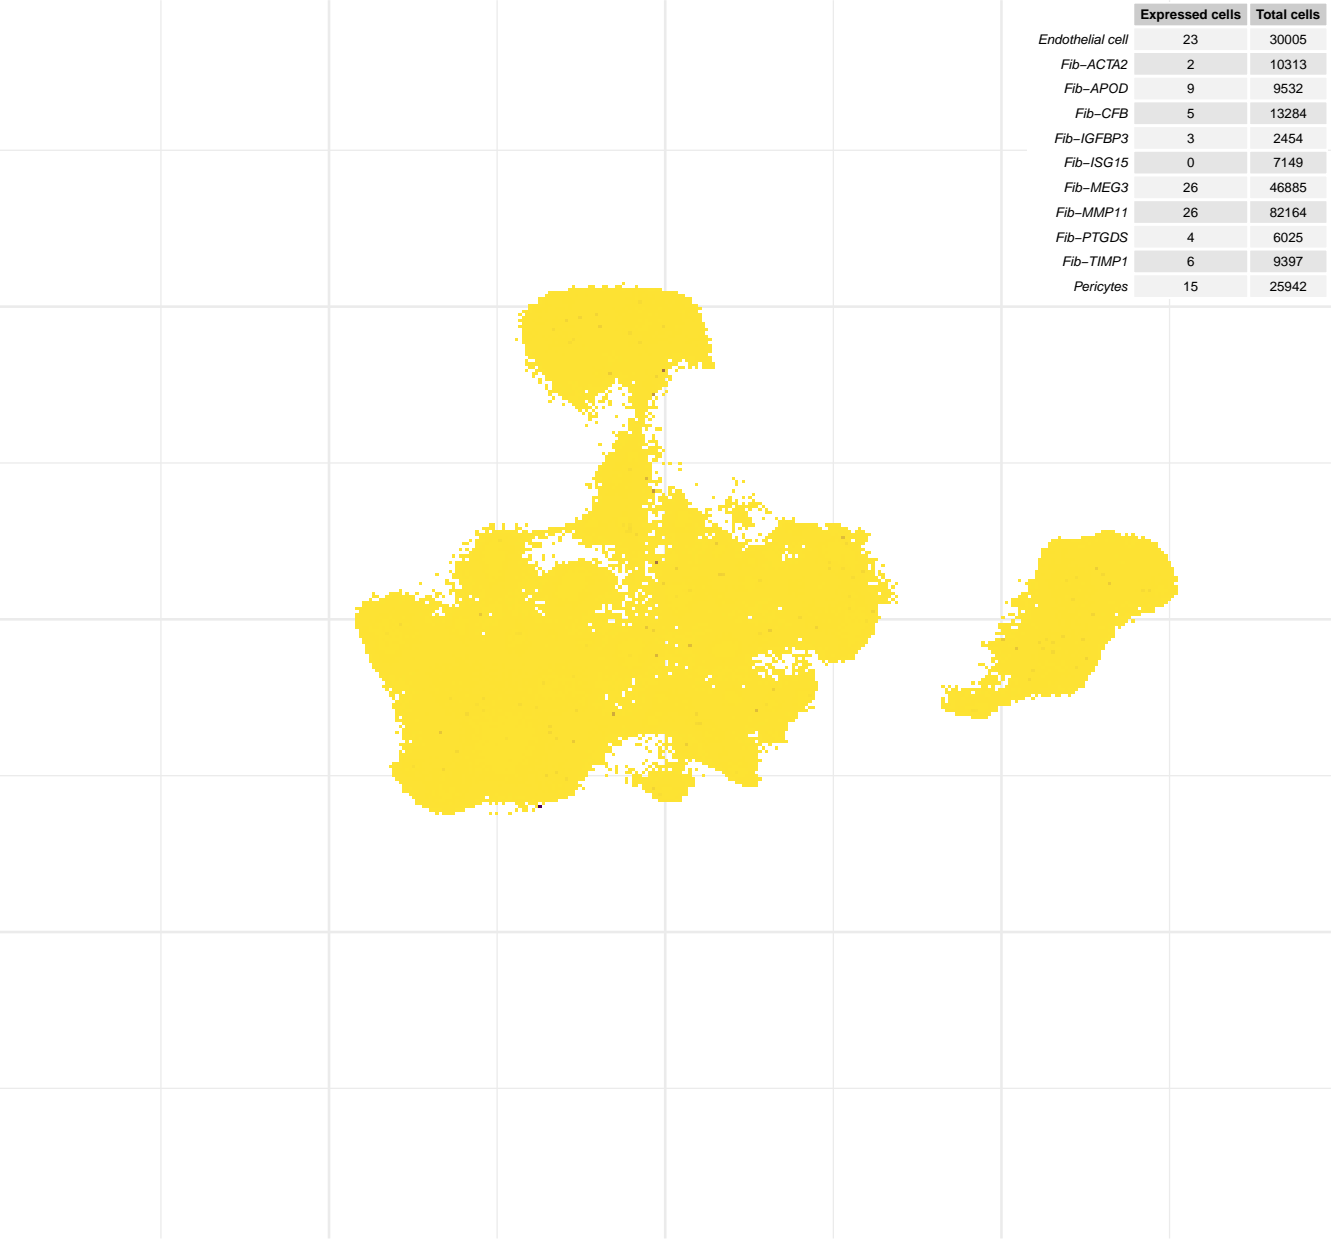 Expressed cells Total cells
Endothelial cell 23 30005
Fib−ACTA2 2 10313
Fib−APOD 9 9532
Fib−CFB 5 13284
Fib−IGFBP3 3 2454
Fib−ISG15 0 7149
Fib−MEG3 26 46885
Fib−MMP11 26 82164
Fib−PTGDS 4 6025
Fib−TIMP1 6 9397
Pericytes 15 25942